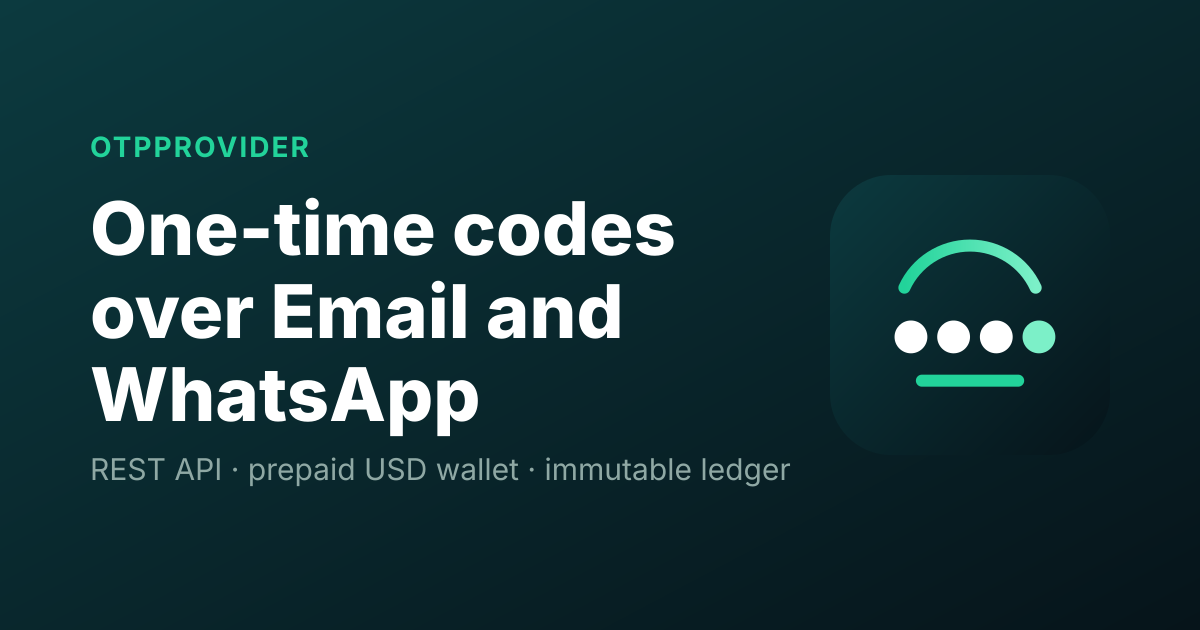 OTPPROVIDER
One-time codes
over Email and
WhatsApp
REST API · prepaid USD wallet · immutable ledger